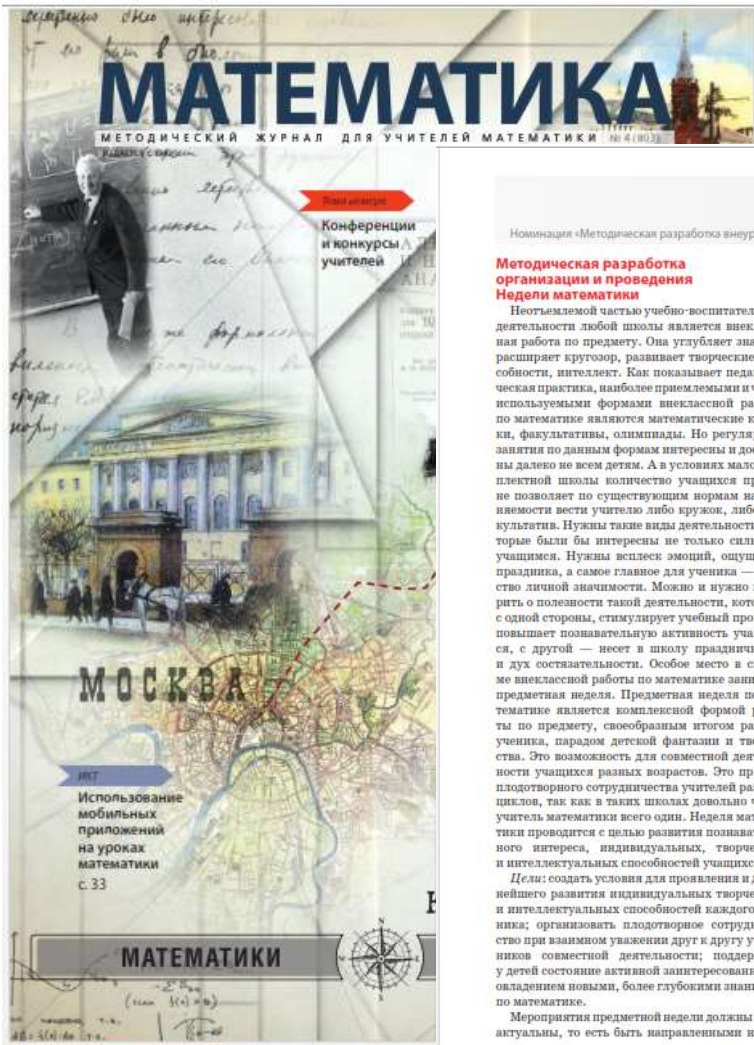 МАТЕМАТИКА
МЕТОДИЧЕСКИЙ ЖУРНАЛ ДЛЯ УЧИТЕЛЕЙ МАТЕМАТИКИ № 4 (803)
Тема номера
Конференции
и конкурсы
учителей
МОСКВА
ИКТ
Использование
мобильных
приложений
на уроках
математики
с. 33
МАТЕМАТИКИ
Номинация «Методическая разработка внеур
Методическая разработка
организации и проведения
Недели математики
Неотъемлемой частью учебно-воспитател
деятельности любой школы является внек
ная работа по предмету. Она углубляет зна
расширяет кругозор, развивает творческие
собности, интеллект. Как показывает педа
ческая практика, наиболее приемлемыми и ч
используемыми формами внеклассной ра
по математике являются математические к
ки, факультативы, олимпиады. Но регуля
занятия по данным формам интересны и дос
ны далеко не всем детям. А в условиях мало
плектной школы количество учащихся пр
не позволяет по существующим нормам на
няемости вести учителю либо кружок, либо
культатив. Нужны такие виды деятельности
торые были бы интересны не только силь
учащимся. Нужны всплеск эмоций, ощущ
праздника, а самое главное для ученика —
ство личной значимости. Можно и нужно
рить о полезности такой деятельности, кот
с одной стороны, стимулирует учебный про
повышает познавательную активность уча
ся, с другой — несет в школу праздничн
и дух состязательности. Особое место в с
ме внеклассной работы по математике зани
предметная неделя. Предметная неделя по
тематике является комплексной формой р
ты по предмету, своеобразным итогом ра
ученика, парадом детской фантазии и тво
ства. Это возможность для совместной деят
ности учащихся разных возрастов. Это пр
плодотворного сотрудничества учителей ра
циклов, так как в таких школах довольно ч
учитель математики всего один. Неделя мат
тики проводится с целью развития познава
ного интереса, индивидуальных, творче
и интеллектуальных способностей учащихс
Цели: создать условия для проявления и д
нейшего развития индивидуальных творче
и интеллектуальных способностей каждого
ника; организовать плодотворное сотрудн
ство при взаимном уважении друг к другу у
ников совместной деятельности; поддер
у детей состояние активной заинтересованн
овладением новыми, более глубокими знани
по математике.
Мероприятия предметной недели должны
актуальны, то есть быть направленными н